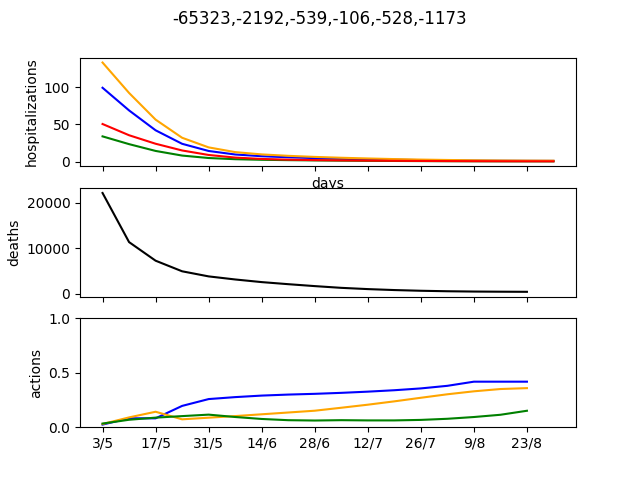 -65323,-2192,-539,-106,-528,-1173
hospitalizations
100
50
0
days
deaths
20000
10000
0
actions
1.0
0.5
0.0
3/5 17/5 31/5 14/6 28/6 12/7 26/7 9/8 23/8